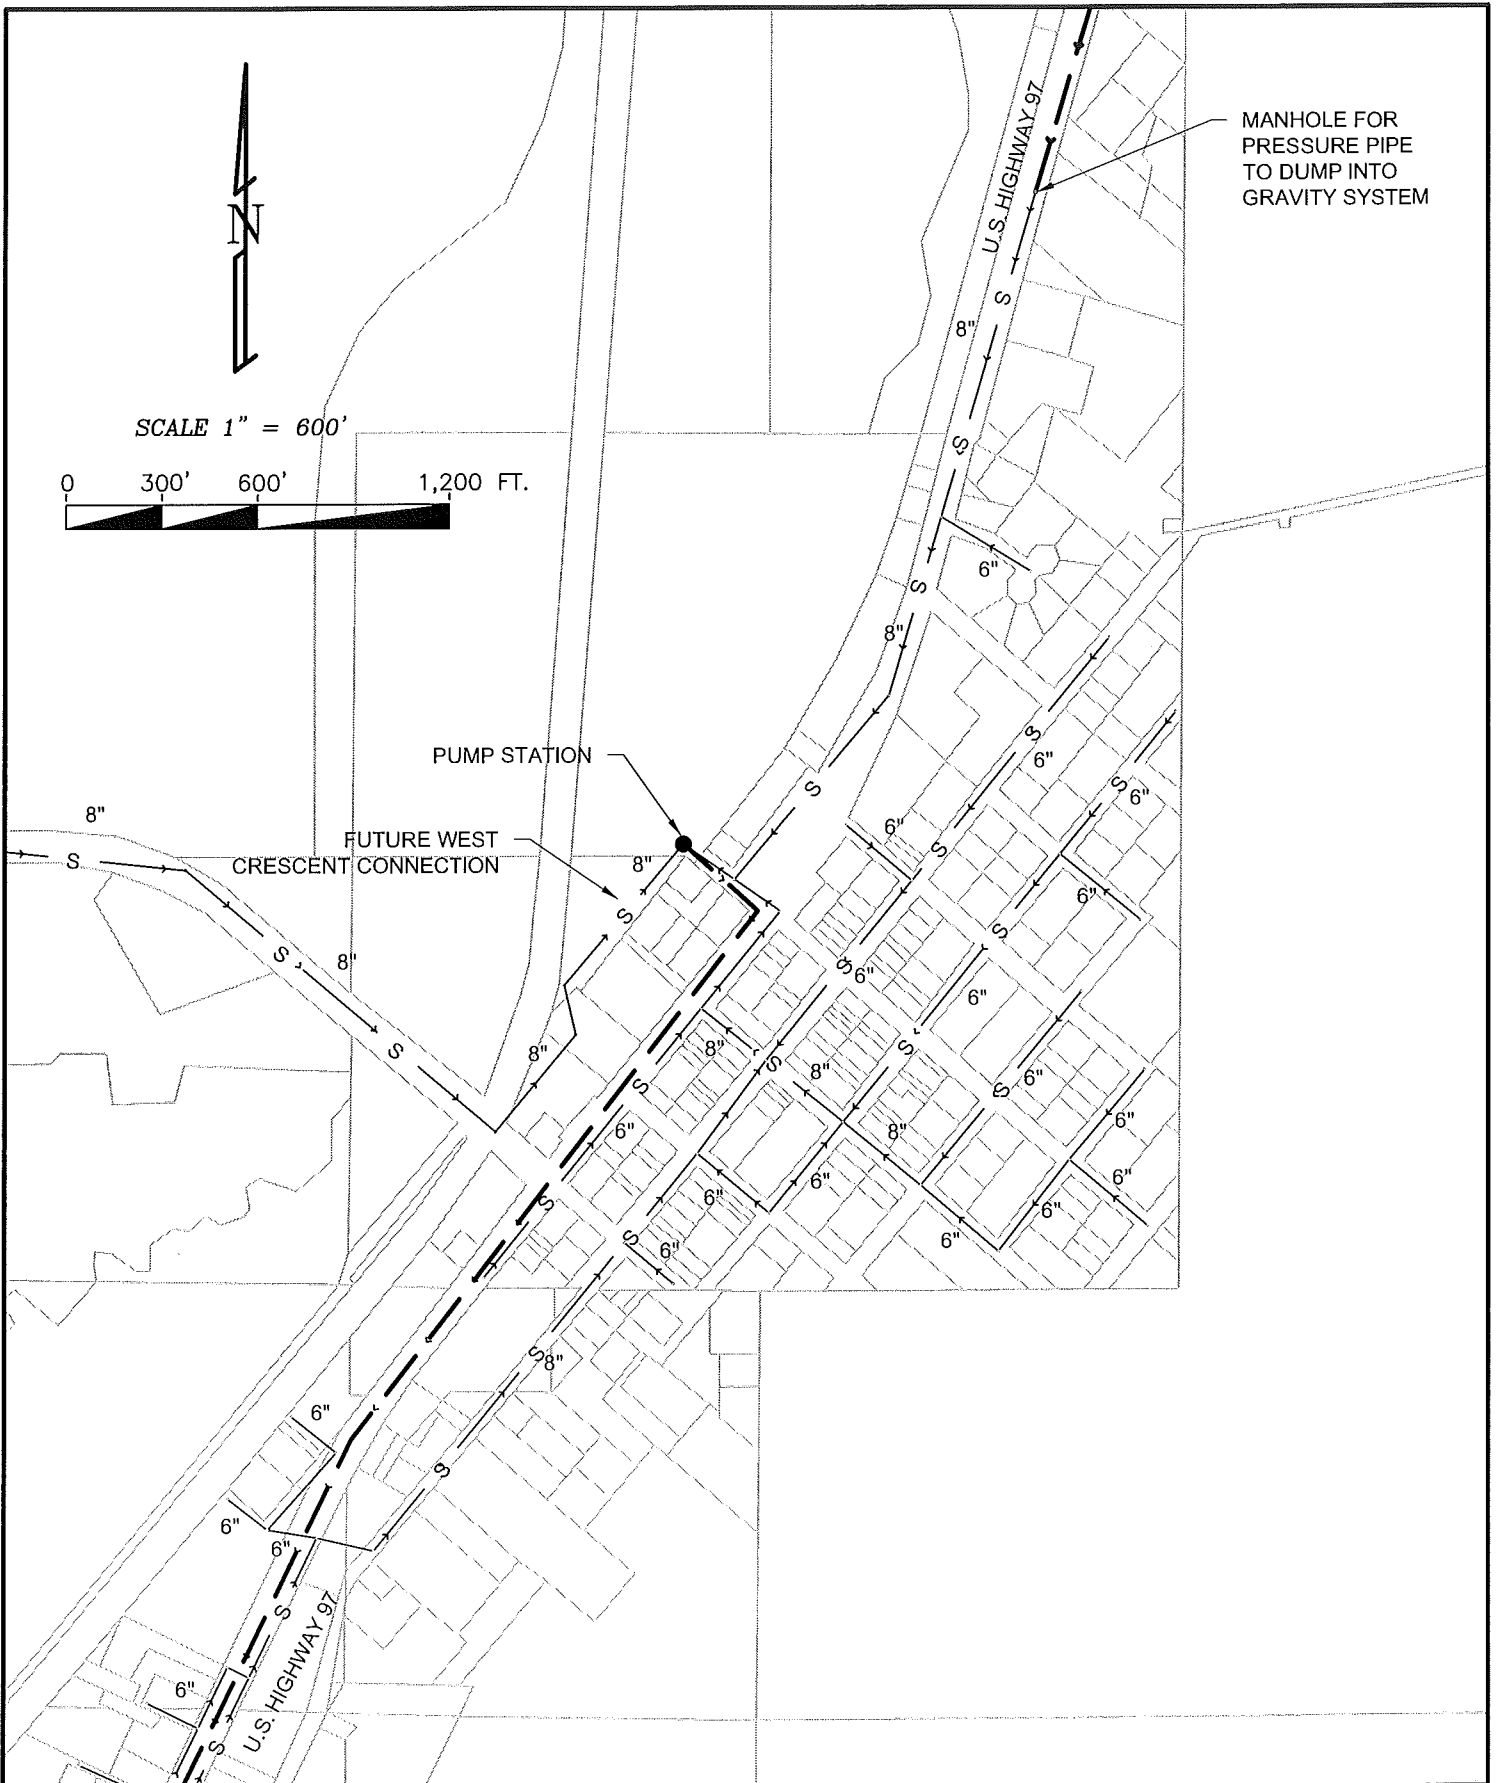 U.S. HIGHWAY 97
MANHOLE FOR
PRESSURE PIPE
TO DUMP INTO
GRAVITY SYSTEM
N
S
8"
SCALE 1" = 600'
0 300' 600' 1,200 FT.
S
6"
S
8"
S
6"
PUMP STATION
S
S
6"
8"
6"
FUTURE WEST
CRESCENT CONNECTION
8"
S
S
6"
S
S
S
8"
S
6"
6"
S
8"
8"
S
S
8"
S
6"
S
6"
8"
6"
6"
6"
S
6"
6"
6"
S
6"
6"
S
8"
6"
S
6"
6"
S
U.S. HIGHWAY 97
6"
S